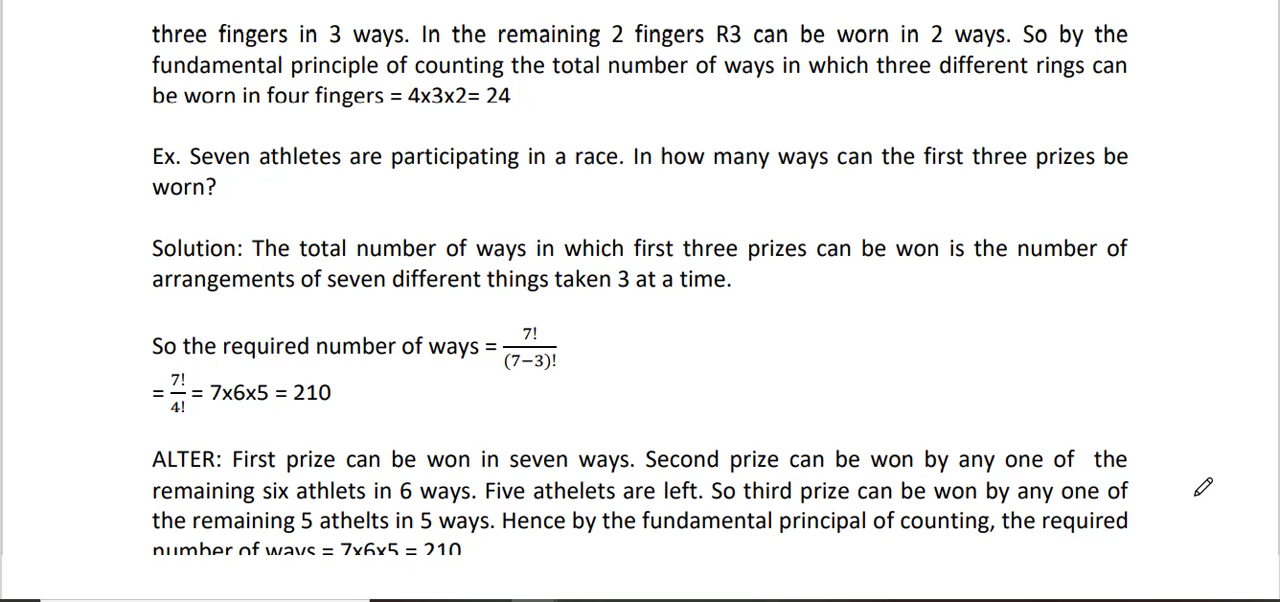 three fingers in 3 ways. In the remaining 2 fingers R3 can be worn in 2 ways. So by the
fundamental principle of counting the total number of ways in which three different rings can
be worn in four fingers = 4x3x2= 24
Ex. Seven athletes are participating in a race. In how many ways can the first three prizes be
worn?
Solution: The total number of ways in which first three prizes can be won is the number of
arrangements of seven different things taken 3 at a time.
So the required number of ways = 7!/(7−3)!
= 7!/4! = 7x6x5 = 210
ALTER: First prize can be won in seven ways. Second prize can be won by any one of the
remaining six athlets in 6 ways. Five athelets are left. So third prize can be won by any one of
the remaining 5 athelts in 5 ways. Hence by the fundamental principal of counting, the required
number of ways = 7x6x5 = 210